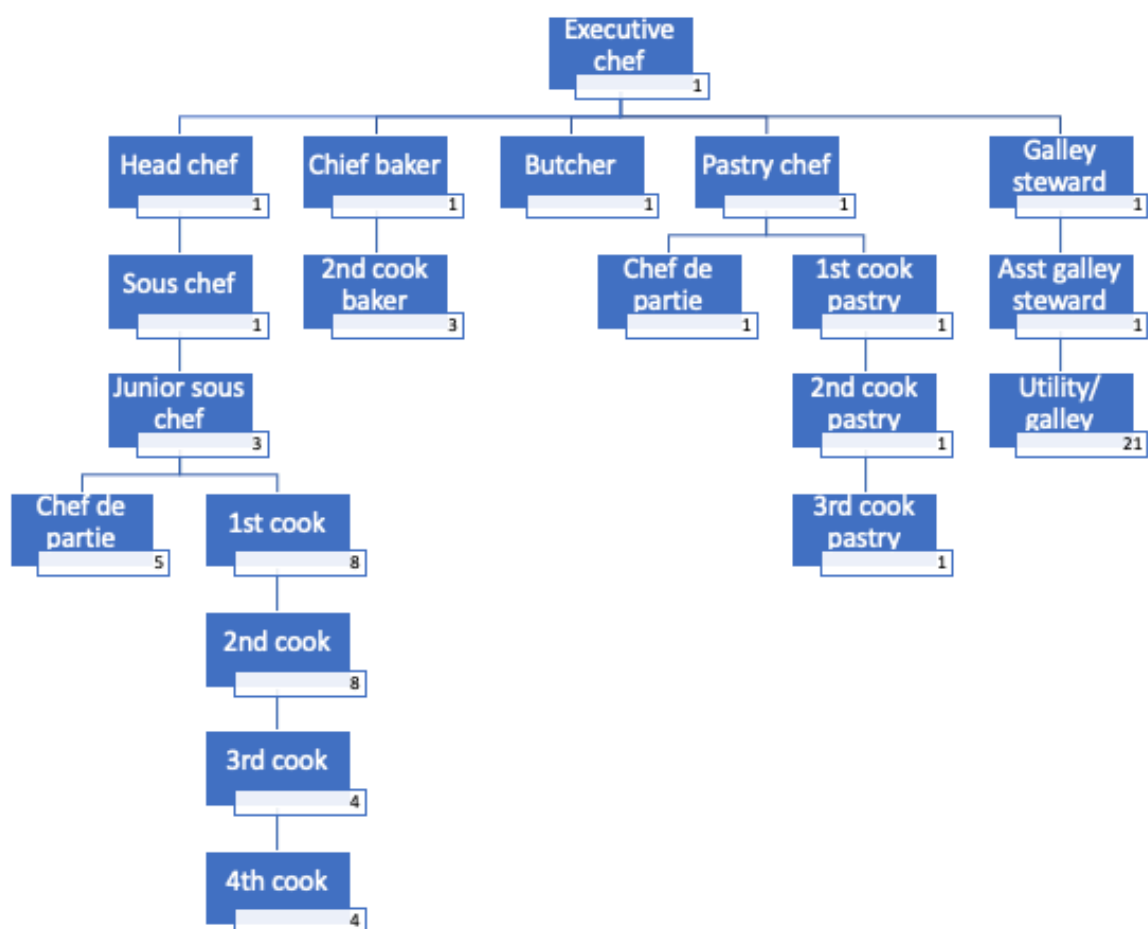 Executive
chef
1
Head chef
1
Chief baker
1
Butcher
1
Pastry chef
1
Galley
steward
1
Sous chef
1
2nd cook
baker
3
Chef de
partie
1
1st cook
pastry
1
Asst galley
steward
1
Junior sous
chef
3
2nd cook
pastry
1
Utility/
galley
21
Chef de
partie
5
1st cook
8
3rd cook
pastry
1
2nd cook
8
3rd cook
4
4th cook
4